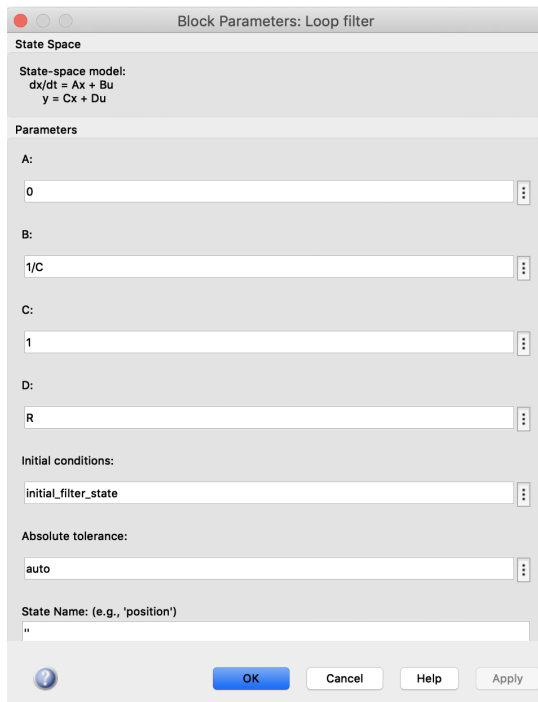 Block Parameters: Loop filter
State Space
State-space model:
dx/dt = Ax + Bu
y = Cx + Du
Parameters
A:
0
B:
1/C
C:
1
D:
R
Initial conditions:
initial_filter_state
Absolute tolerance:
auto
State Name: (e.g., 'position')
''
? OK Cancel Help Apply